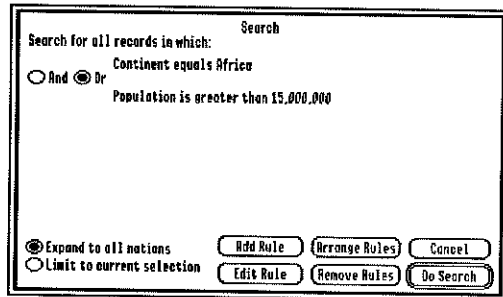 Search
Search for all records in which:
Continent equals Africa
And Or
Population is greater than 15,000,000
Expand to all nations
Limit to current selection
Add Rule Arrange Rules Cancel
Edit Rule Remove Rules Do Search